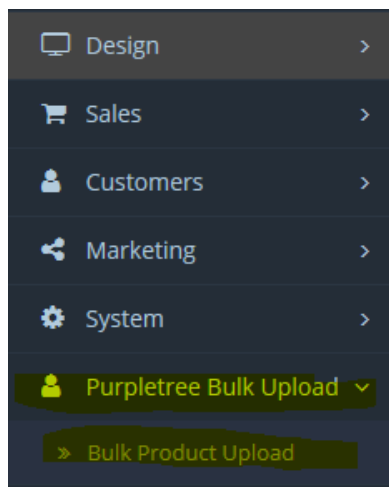 Design
Sales
Customers
Marketing
System
Purpletree Bulk Upload
Bulk Product Upload